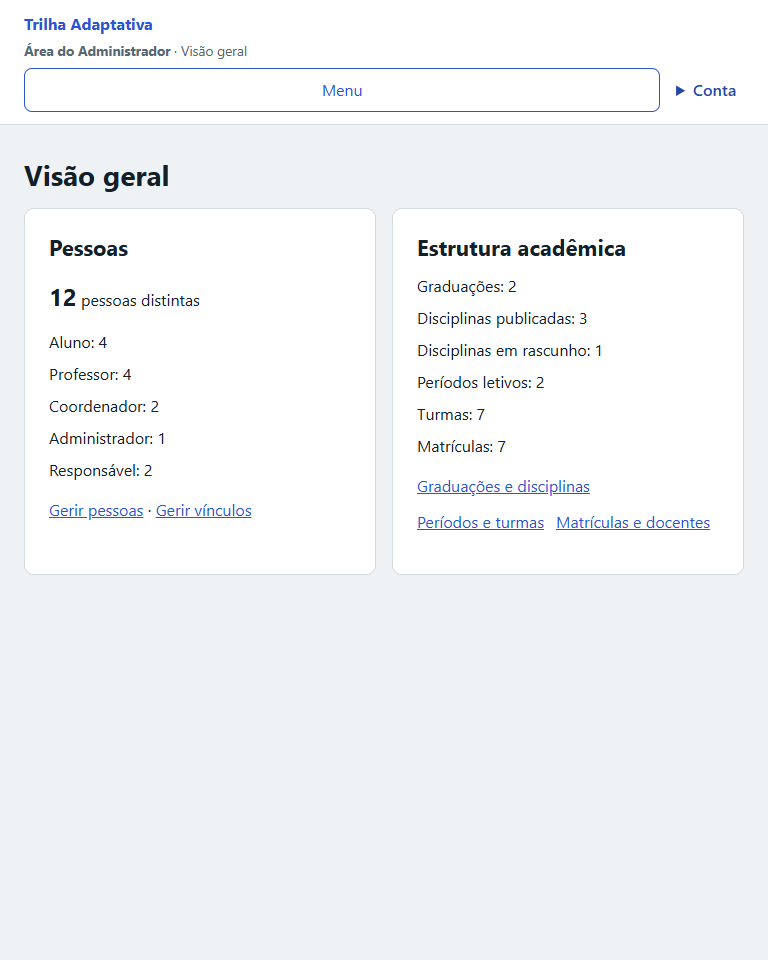 Trilha Adaptativa
Área do Administrador · Visão geral
Menu
▶ Conta
Visão geral
Pessoas
12 pessoas distintas
Aluno: 4
Professor: 4
Coordenador: 2
Administrador: 1
Responsável: 2
Gerir pessoas · Gerir vínculos
Estrutura acadêmica
Graduações: 2
Disciplinas publicadas: 3
Disciplinas em rascunho: 1
Períodos letivos: 2
Turmas: 7
Matrículas: 7
Graduações e disciplinas
Períodos e turmas Matrículas e docentes